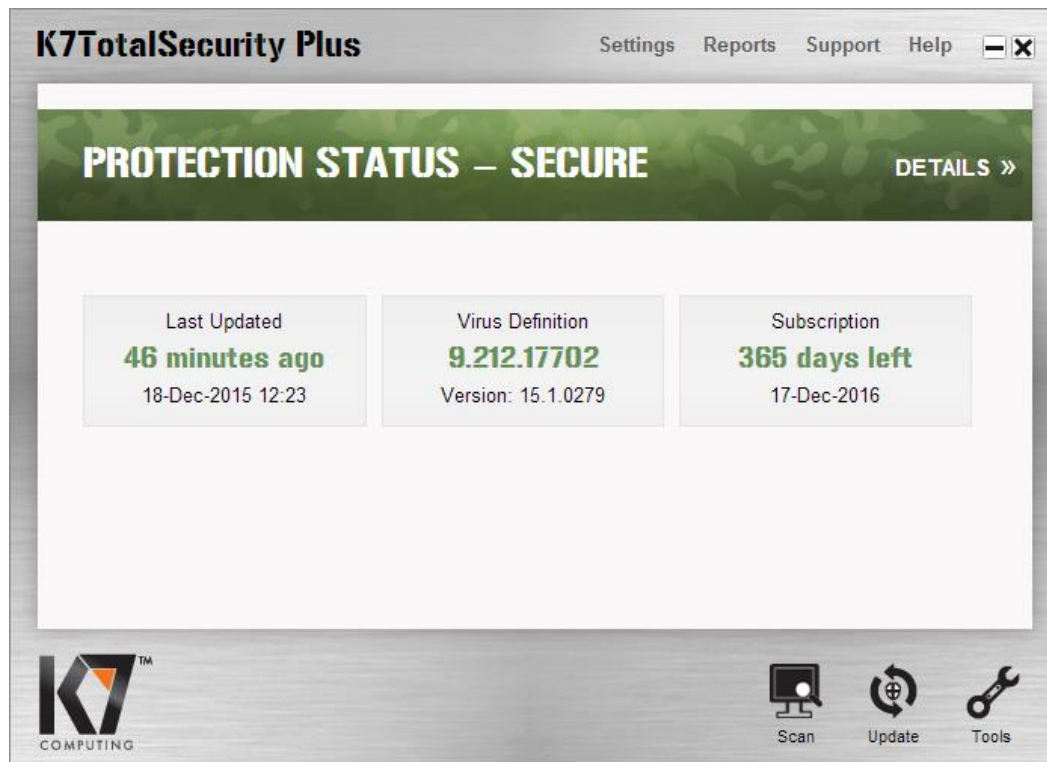 K7TotalSecurity Plus
Settings Reports Support Help
PROTECTION STATUS – SECURE
DETAILS »
Last Updated
46 minutes ago
18-Dec-2015 12:23
Virus Definition
9.212.17702
Version: 15.1.0279
Subscription
365 days left
17-Dec-2016
K7™
COMPUTING
Scan
Update
Tools